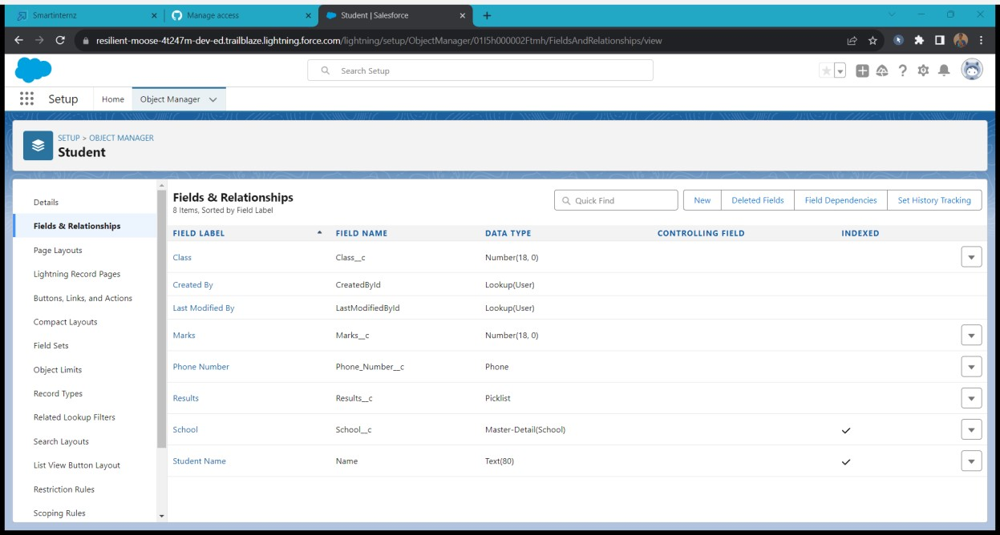 Smartinternz
Manage access
Student | Salesforce
resilient-moose-4t247m-dev-ed.trailblaze.lightning.force.com/lightning/setup/ObjectManager/01I5h000002Ftmh/FieldsAndRelationships/view
Search Setup
Setup Home Object Manager
SETUP > OBJECT MANAGER
Student
Details
Fields & Relationships
Page Layouts
Lightning Record Pages
Buttons, Links, and Actions
Compact Layouts
Field Sets
Object Limits
Record Types
Related Lookup Filters
Search Layouts
List View Button Layout
Restriction Rules
Scoping Rules
Fields & Relationships
8 Items, Sorted by Field Label
Quick Find New Deleted Fields Field Dependencies Set History Tracking
FIELD LABEL FIELD NAME DATA TYPE CONTROLLING FIELD INDEXED
Class Class__c Number(18, 0)
Created By CreatedById Lookup(User)
Last Modified By LastModifiedById Lookup(User)
Marks Marks__c Number(18, 0)
Phone Number Phone_Number__c Phone
Results Results__c Picklist
School School__c Master-Detail(School)
Student Name Name Text(80)